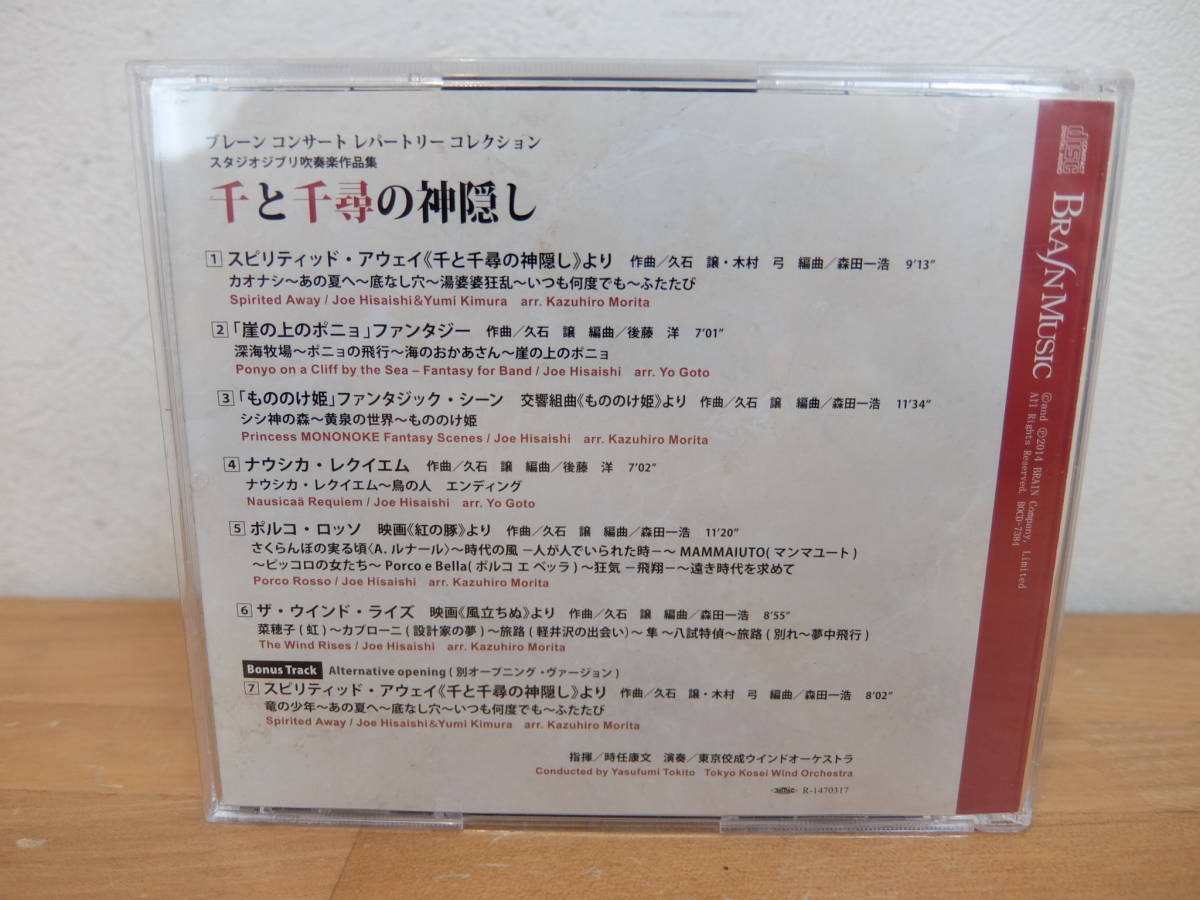 ブレーン コンサート レパートリー コレクション
スタジオジブリ吹奏楽作品集
千と千尋の神隠し
1 スピリティッド・アウェイ《千と千尋の神隠し》より 作曲/久石 譲・木村 弓 編曲/森田一浩 9'13"
カオナシ〜あの夏へ〜底なし穴〜湯婆婆狂乱〜いつも何度でも〜ふたたび
Spirited Away / Joe Hisaishi&Yumi Kimura arr. Kazuhiro Morita
2 「崖の上のポニョ」ファンタジー 作曲/久石 譲 編曲/後藤 洋 7'01"
深海牧場〜ポニョの飛行〜海のおかあさん〜崖の上のポニョ
Ponyo on a Cliff by the Sea – Fantasy for Band / Joe Hisaishi arr. Yo Goto
3 「もののけ姫」ファンタジック・シーン 交響組曲《もののけ姫》より 作曲/久石 譲 編曲/森田一浩 11'34"
シシ神の森〜黄泉の世界〜もののけ姫
Princess MONONOKE Fantasy Scenes / Joe Hisaishi arr. Kazuhiro Morita
4 ナウシカ・レクイエム 作曲/久石 譲 編曲/後藤 洋 7'02"
ナウシカ・レクイエム〜鳥の人 エンディング
Nausicaä Requiem / Joe Hisaishi arr. Yo Goto
5 ポルコ・ロッソ 映画《紅の豚》より 作曲/久石 譲 編曲/森田一浩 11'20"
さくらんぼの実る頃〈A. ルナール〉〜時代の風 −人が人でいられた時−〜 MAMMAIUTO( マンマユート )
〜ピッコロの女たち〜 Porco e Bella( ポルコ エ ベッラ ) 〜狂気 −飛翔−〜遠き時代を求めて
Porco Rosso / Joe Hisaishi arr. Kazuhiro Morita
6 ザ・ウインド・ライズ 映画《風立ちぬ》より 作曲/久石 譲 編曲/森田一浩 8'55"
菜穂子 ( 虹 ) 〜カプローニ ( 設計家の夢 ) 〜旅路 ( 軽井沢の出会い )〜 隼 〜八試特偵〜旅路 ( 別れ〜夢中飛行 )
The Wind Rises / Joe Hisaishi arr. Kazuhiro Morita
Bonus Track Alternative opening ( 別オープニング・ヴァージョン )
7 スピリティッド・アウェイ《千と千尋の神隠し》より 作曲/久石 譲・木村 弓 編曲/森田一浩 8'02"
竜の少年〜あの夏へ〜底なし穴〜いつも何度でも〜ふたたび
Spirited Away / Joe Hisaishi&Yumi Kimura arr. Kazuhiro Morita
指揮/時任康文 演奏/東京佼成ウインドオーケストラ
Conducted by Yasufumi Tokito Tokyo Kosei Wind Orchestra
R-1470317
COMPACT disc DIGITAL AUDIO
BRAIN MUSIC
©and ℗2014 BRAIN Company, Limited
All Rights Reserved. BOCD-7384